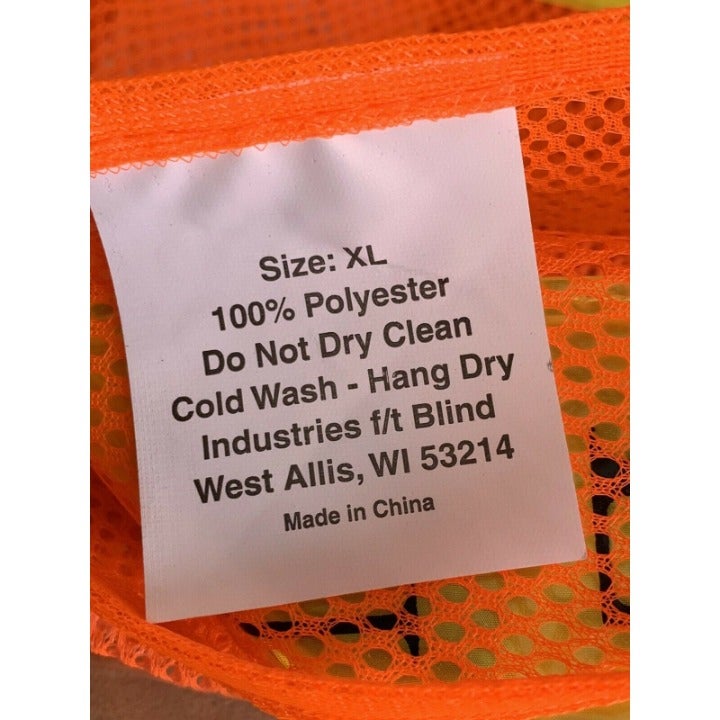 Size: XL
100% Polyester
Do Not Dry Clean
Cold Wash - Hang Dry
Industries f/t Blind
West Allis, WI 53214
Made in China